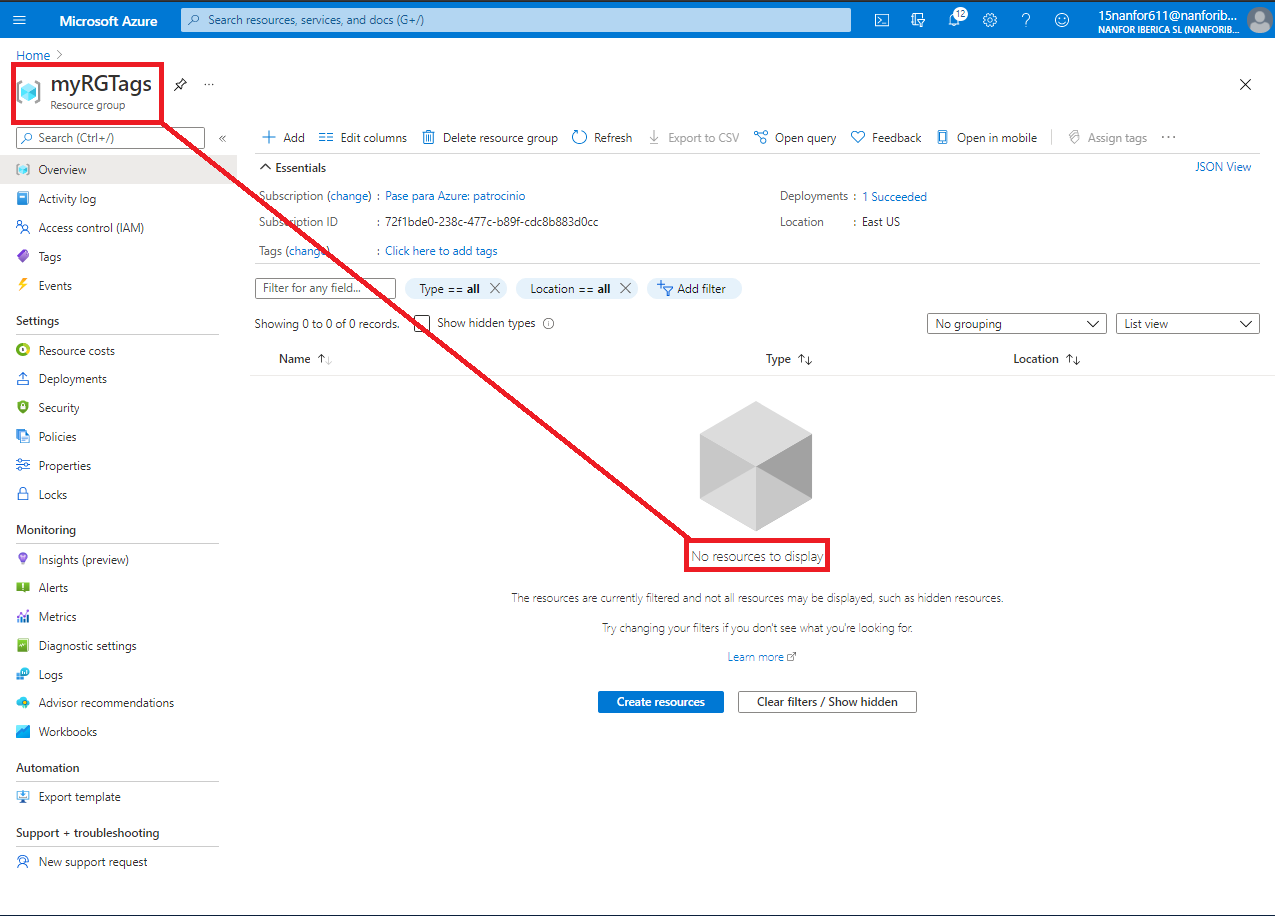 Microsoft Azure
Search resources, services, and docs (G+/)
12
15nanfor611@nanforib...
NANFOR IBERICA SL (NANFORIB...
Home
myRGTags
...
Resource group
Search (Ctrl+/)
«
Overview
Activity log
Access control (IAM)
Tags
Events
Settings
Resource costs
Deployments
Security
Policies
Properties
Locks
Monitoring
Insights (preview)
Alerts
Metrics
Diagnostic settings
Logs
Advisor recommendations
Workbooks
Automation
Export template
Support + troubleshooting
New support request
Add Edit columns Delete resource group Refresh Export to CSV Open query Feedback Open in mobile Assign tags ...
Essentials
JSON View
Subscription (change) : Pase para Azure: patrocinio
Subscription ID : 72f1bde0-238c-477c-b89f-cdc8b883d0cc
Tags (change) : Click here to add tags
Deployments : 1 Succeeded
Location : East US
Filter for any field...
Type == all
Location == all
Add filter
Showing 0 to 0 of 0 records.
Show hidden types
No grouping
List view
Name Type Location
No resources to display
The resources are currently filtered and not all resources may be displayed, such as hidden resources.
Try changing your filters if you don't see what you're looking for.
Learn more
Create resources
Clear filters / Show hidden